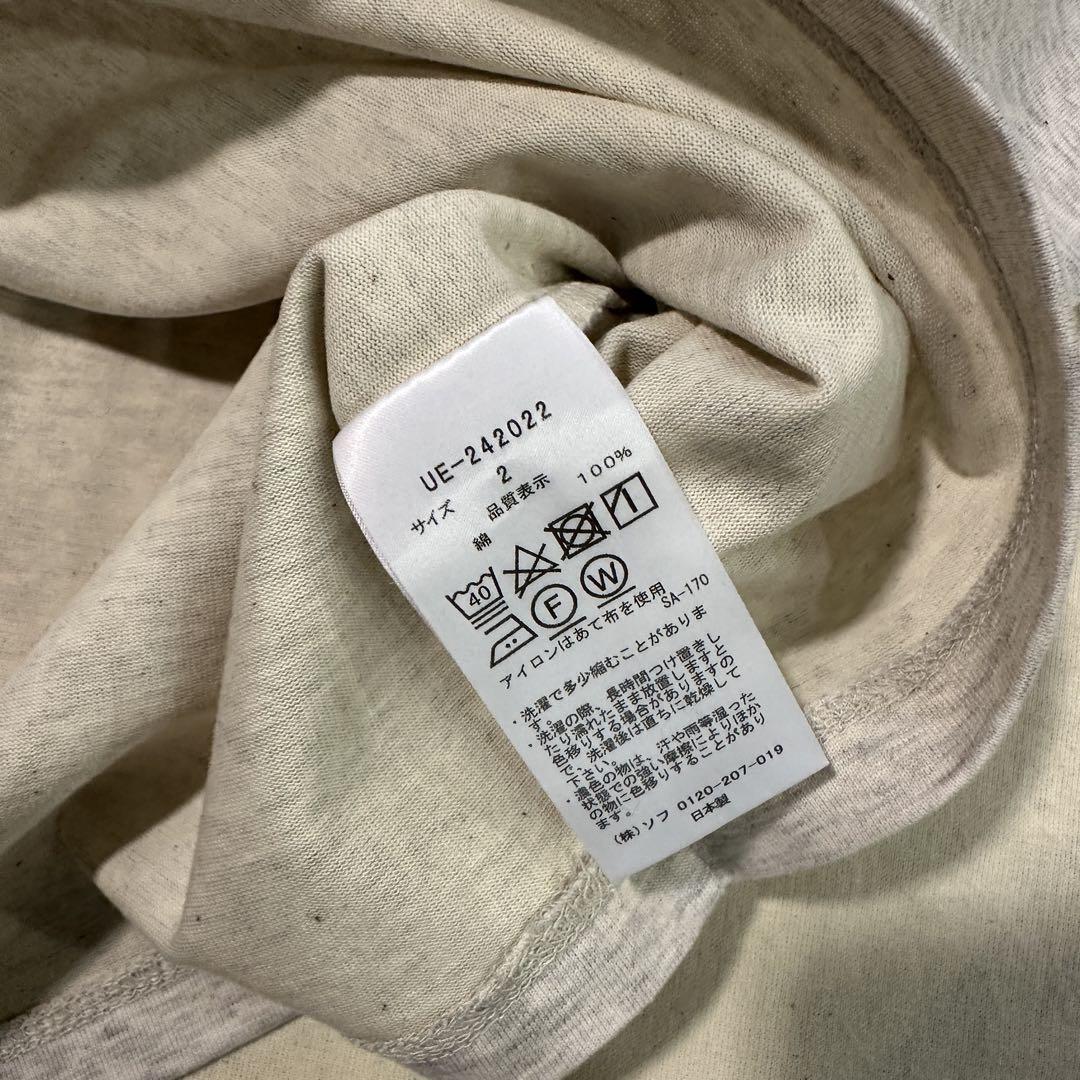 UE-242022
サイズ 2
品質表示
綿 100%
40
F W
アイロンはあて布を使用
SA-170
・洗濯で多少縮むことがありま
す。
・洗濯の際、長時間つけ置きし
たり濡れたまま放置しますと
色移りする場合がありますの
で、洗濯後は直ちに乾燥して
下さい。
・濃色の物は、汗や雨等湿った
状態での強い摩擦によりほか
の物に色移りすることがあり
ます。
(株)ソフ 0120-207-019
日本製